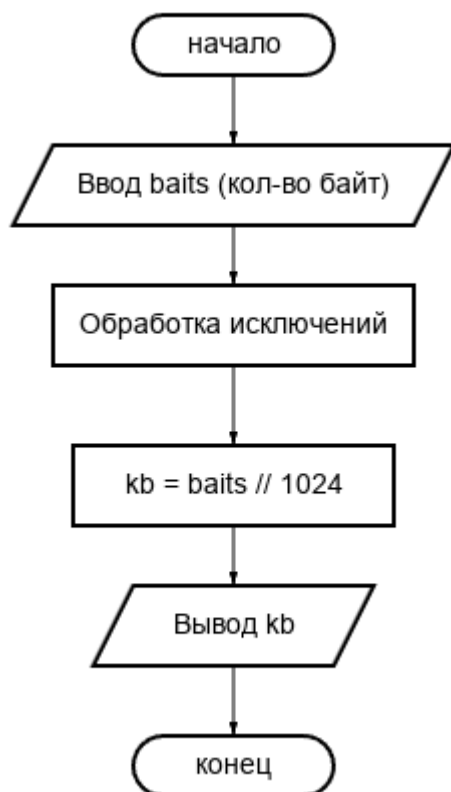 начало
Ввод baits (кол-во байт)
Обработка исключений
kb = baits // 1024
Вывод kb
конец